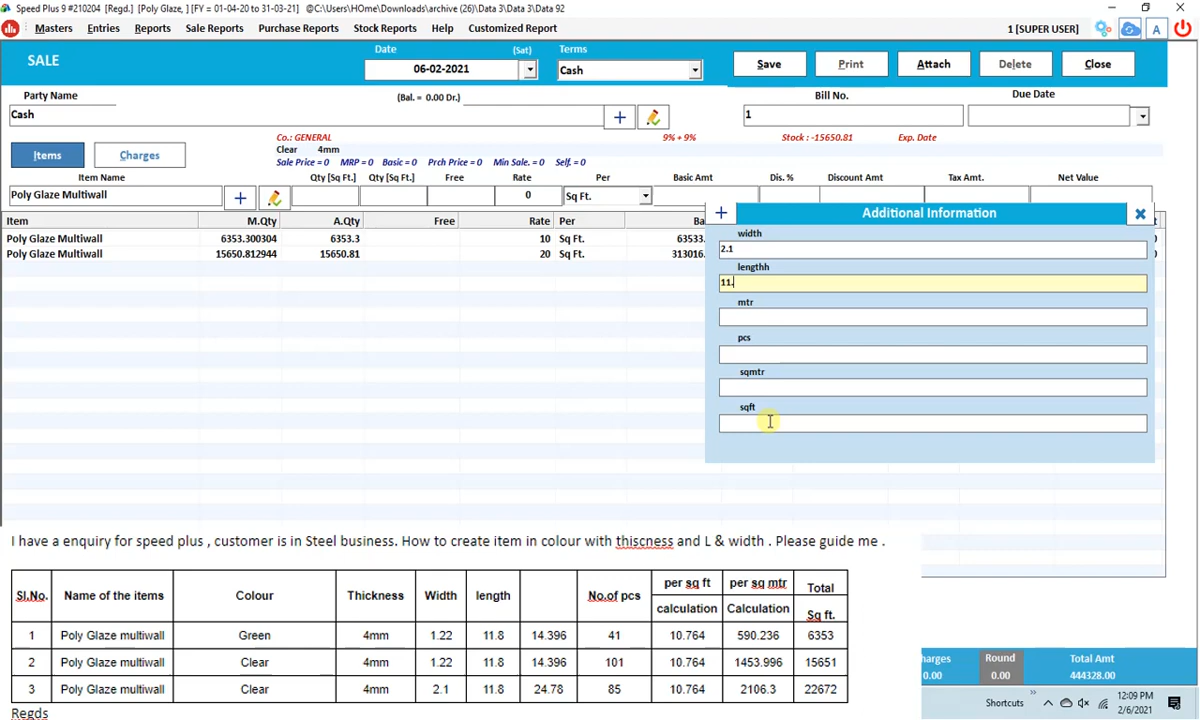 Speed Plus 9 #210204 [Regd.] [Poly Glaze, ] [FY = 01-04-20 to 31-03-21] @C:\Users\HOme\Downloads\archive (26)\Data 3\Data 3\Data 92
Masters Entries Reports Sale Reports Purchase Reports Stock Reports Help Customized Report 1 [SUPER USER] A
SALE Date (Sat) Terms
06-02-2021 Cash Save Print Attach Delete Close
Party Name (Bal. = 0.00 Dr.) Bill No. Due Date
Cash 1
Co.: GENERAL 9% + 9% Stock : -15650.81 Exp. Date
Items Charges Clear 4mm
Sale Price = 0 MRP = 0 Basic = 0 Prch Price = 0 Min Sale. = 0 Self. = 0
Item Name Qty [Sq Ft.] Qty [Sq Ft.] Free Rate Per Basic Amt Dis. % Discount Amt Tax Amt. Net Value
Poly Glaze Multiwall 0 Sq Ft.
Item M.Qty A.Qty Free Rate Per Ba
Poly Glaze Multiwall 6353.300304 6353.3 10 Sq Ft. 63533.
Poly Glaze Multiwall 15650.812944 15650.81 20 Sq Ft. 313016.
Additional Information
width
2.1
lengthh
11.
mtr
pcs
sqmtr
sqft
I have a enquiry for speed plus , customer is in Steel business. How to create item in colour with thiscness and L & width . Please guide me .
Sl.No. Name of the items Colour Thickness Width length No.of pcs per sq ft calculation per sq mtr Calculation Total Sq ft.
1 Poly Glaze multiwall Green 4mm 1.22 11.8 14.396 41 10.764 590.236 6353
2 Poly Glaze multiwall Clear 4mm 1.22 11.8 14.396 101 10.764 1453.996 15651
3 Poly Glaze multiwall Clear 4mm 2.1 11.8 24.78 85 10.764 2106.3 22672
Regds
harges Round Total Amt
0.00 0.00 444328.00
Shortcuts 12:09 PM
2/6/2021